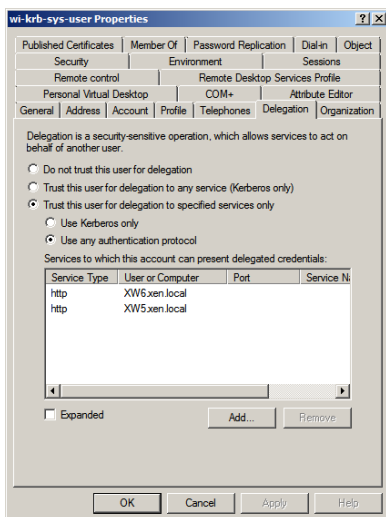 wi-krb-sys-user Properties
Published Certificates Member Of Password Replication Dial-in Object
Security Environment Sessions
Remote control Remote Desktop Services Profile
Personal Virtual Desktop COM+ Attribute Editor
General Address Account Profile Telephones Delegation Organization
Delegation is a security-sensitive operation, which allows services to act on
behalf of another user.
Do not trust this user for delegation
Trust this user for delegation to any service (Kerberos only)
Trust this user for delegation to specified services only
Use Kerberos only
Use any authentication protocol
Services to which this account can present delegated credentials:
Service Type User or Computer Port Service Na
http XW6.xen.local
http XW5.xen.local
Expanded Add... Remove
OK Cancel Apply Help